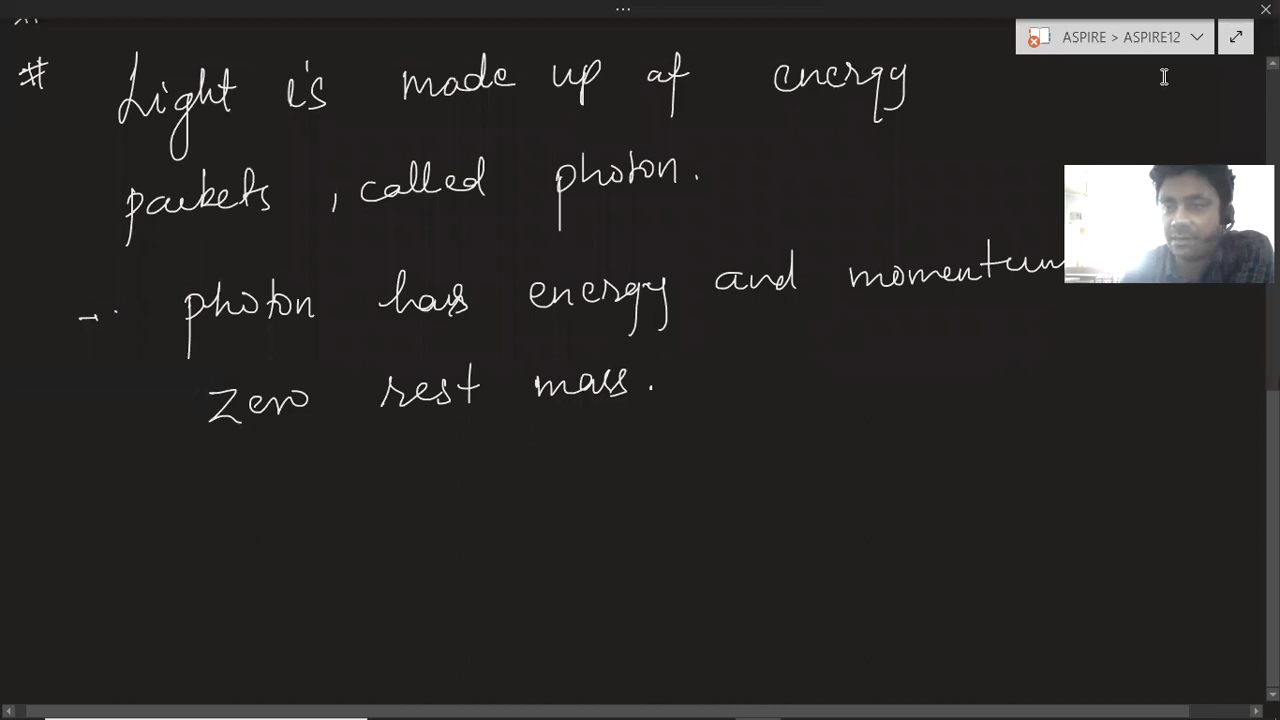 ASPIRE > ASPIRE12
# Light is made up of energy
packets, called photon.
photon has energy and momentum
zero rest mass.